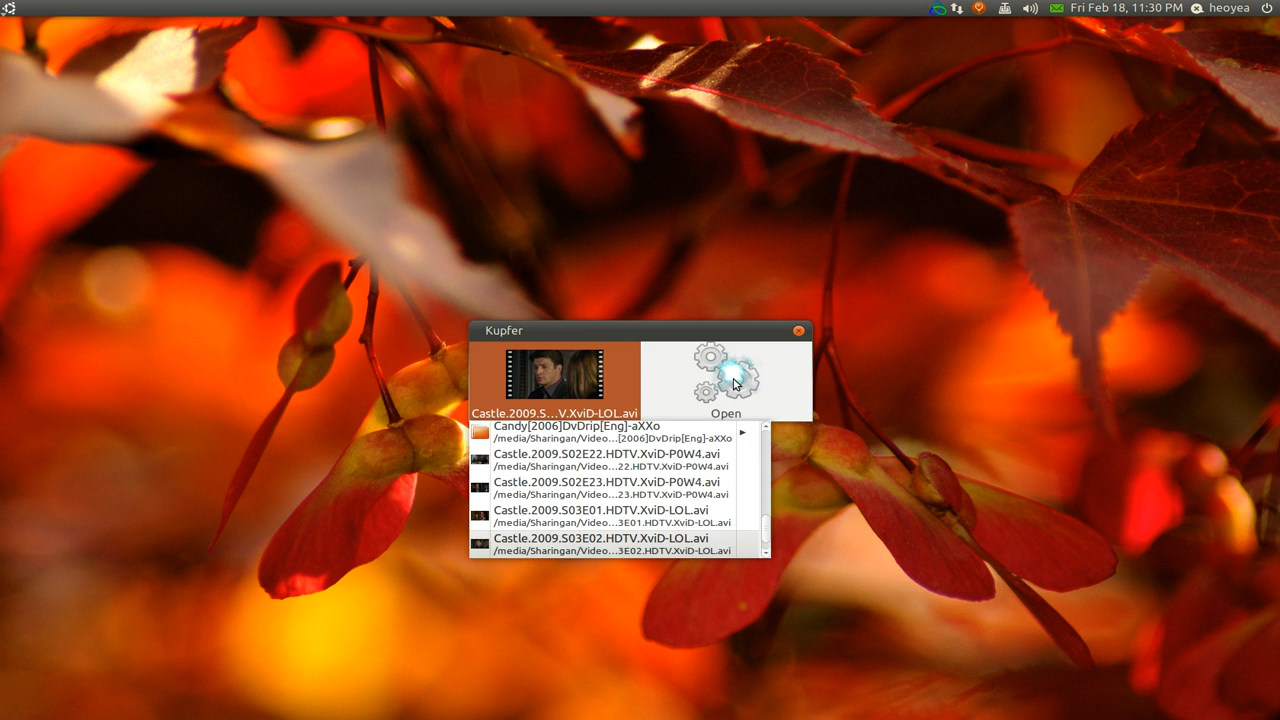 Fri Feb 18, 11:30 PM heoyea
Kupfer
Castle.2009.S...V.XviD-LOL.avi
Open
Candy[2006]DvDrip[Eng]-aXXo
/media/Sharingan/Video...[2006]DvDrip[Eng]-aXXo
Castle.2009.S02E22.HDTV.XviD-P0W4.avi
/media/Sharingan/Video...22.HDTV.XviD-P0W4.avi
Castle.2009.S02E23.HDTV.XviD-P0W4.avi
/media/Sharingan/Video...23.HDTV.XviD-P0W4.avi
Castle.2009.S03E01.HDTV.XviD-LOL.avi
/media/Sharingan/Video...3E01.HDTV.XviD-LOL.avi
Castle.2009.S03E02.HDTV.XviD-LOL.avi
/media/Sharingan/Video...3E02.HDTV.XviD-LOL.avi